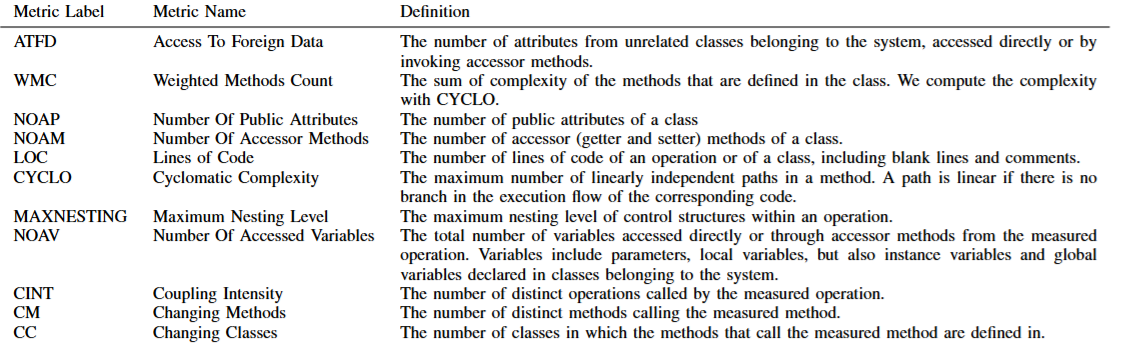 Metric Label Metric Name Definition
ATFD Access To Foreign Data The number of attributes from unrelated classes belonging to the system, accessed directly or by
invoking accessor methods.
WMC Weighted Methods Count The sum of complexity of the methods that are defined in the class. We compute the complexity
with CYCLO.
NOAP Number Of Public Attributes The number of public attributes of a class
NOAM Number Of Accessor Methods The number of accessor (getter and setter) methods of a class.
LOC Lines of Code The number of lines of code of an operation or of a class, including blank lines and comments.
CYCLO Cyclomatic Complexity The maximum number of linearly independent paths in a method. A path is linear if there is no
branch in the execution flow of the corresponding code.
MAXNESTING Maximum Nesting Level The maximum nesting level of control structures within an operation.
NOAV Number Of Accessed Variables The total number of variables accessed directly or through accessor methods from the measured
operation. Variables include parameters, local variables, but also instance variables and global
variables declared in classes belonging to the system.
CINT Coupling Intensity The number of distinct operations called by the measured operation.
CM Changing Methods The number of distinct methods calling the measured method.
CC Changing Classes The number of classes in which the methods that call the measured method are defined in.